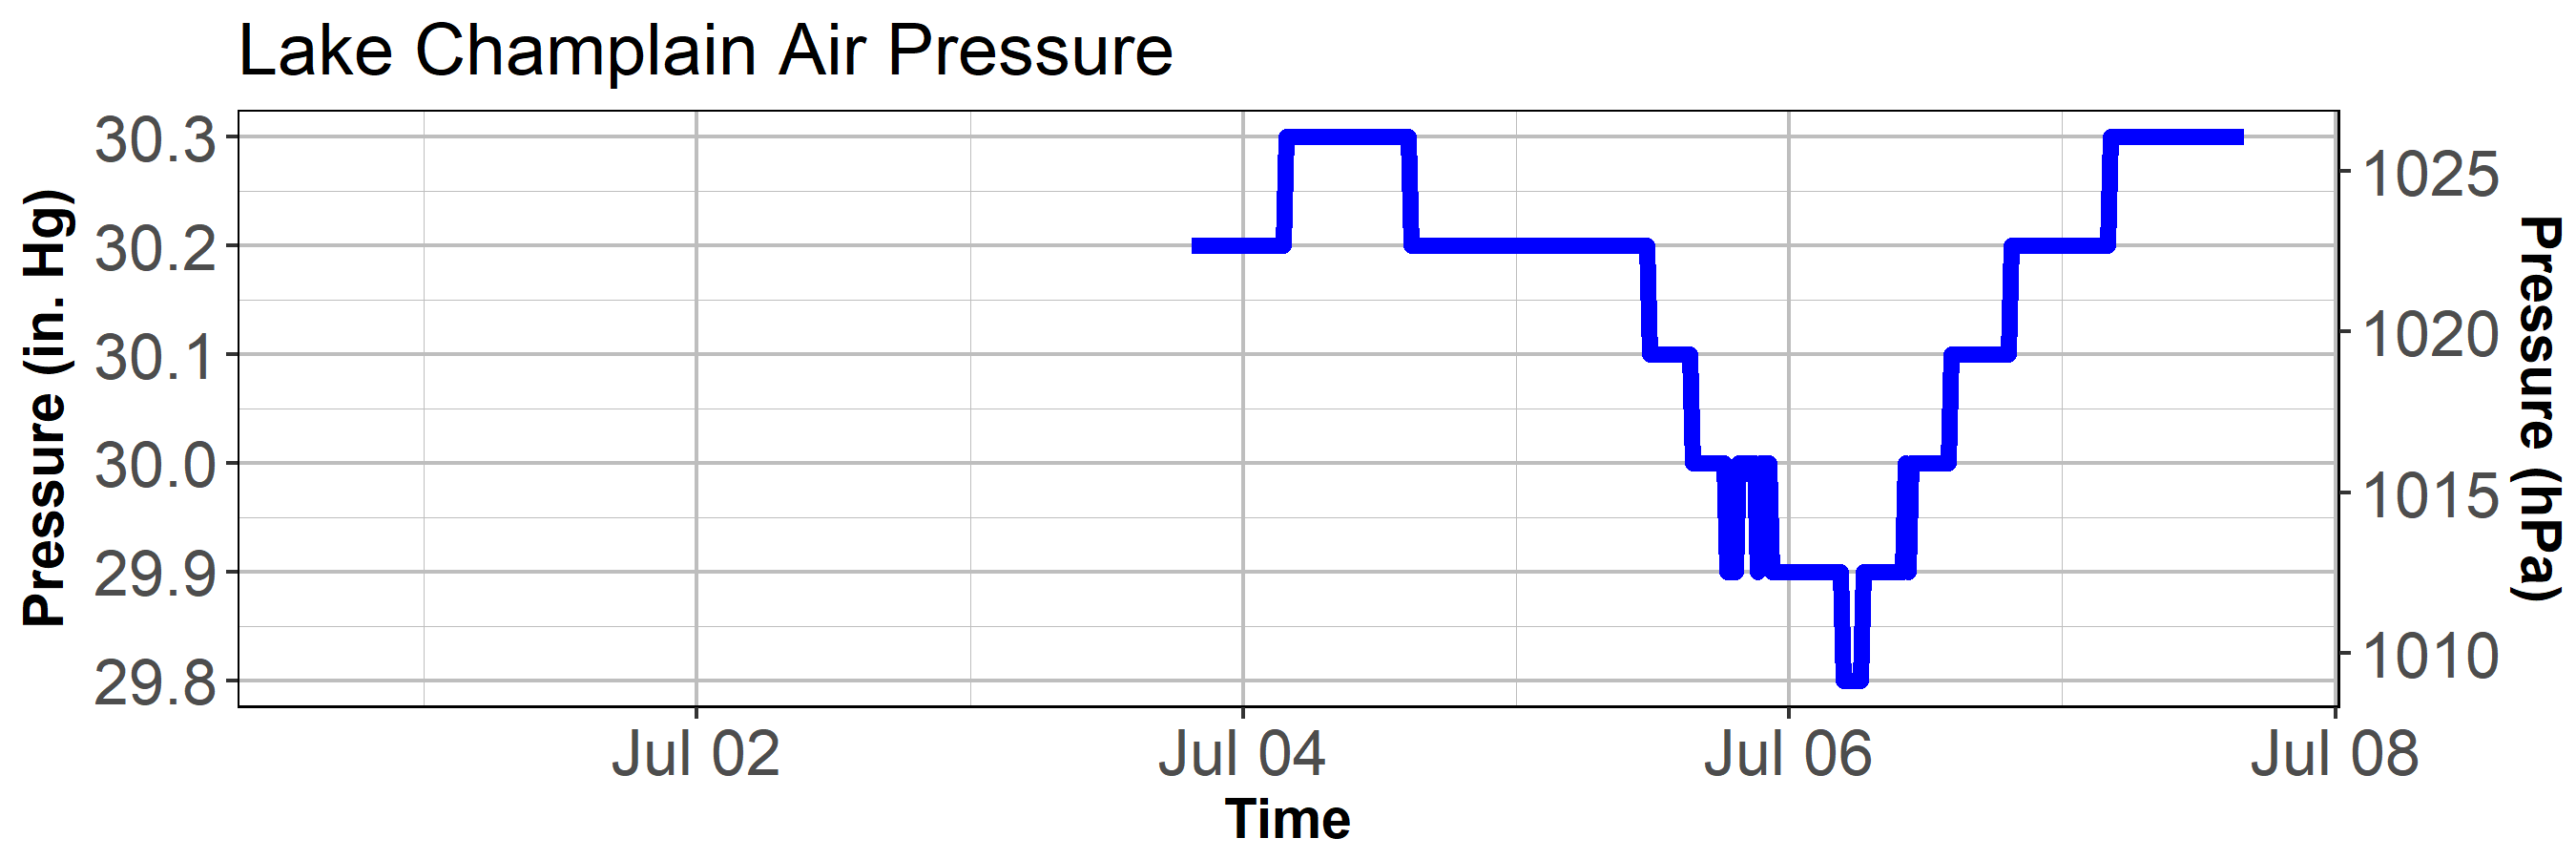 Lake Champlain Air Pressure
Pressure (in. Hg)
30.3
30.2
30.1
30.0
29.9
29.8
1025
1020
1015
1010
Pressure (hPa)
Jul 02 Jul 04 Jul 06 Jul 08
Time